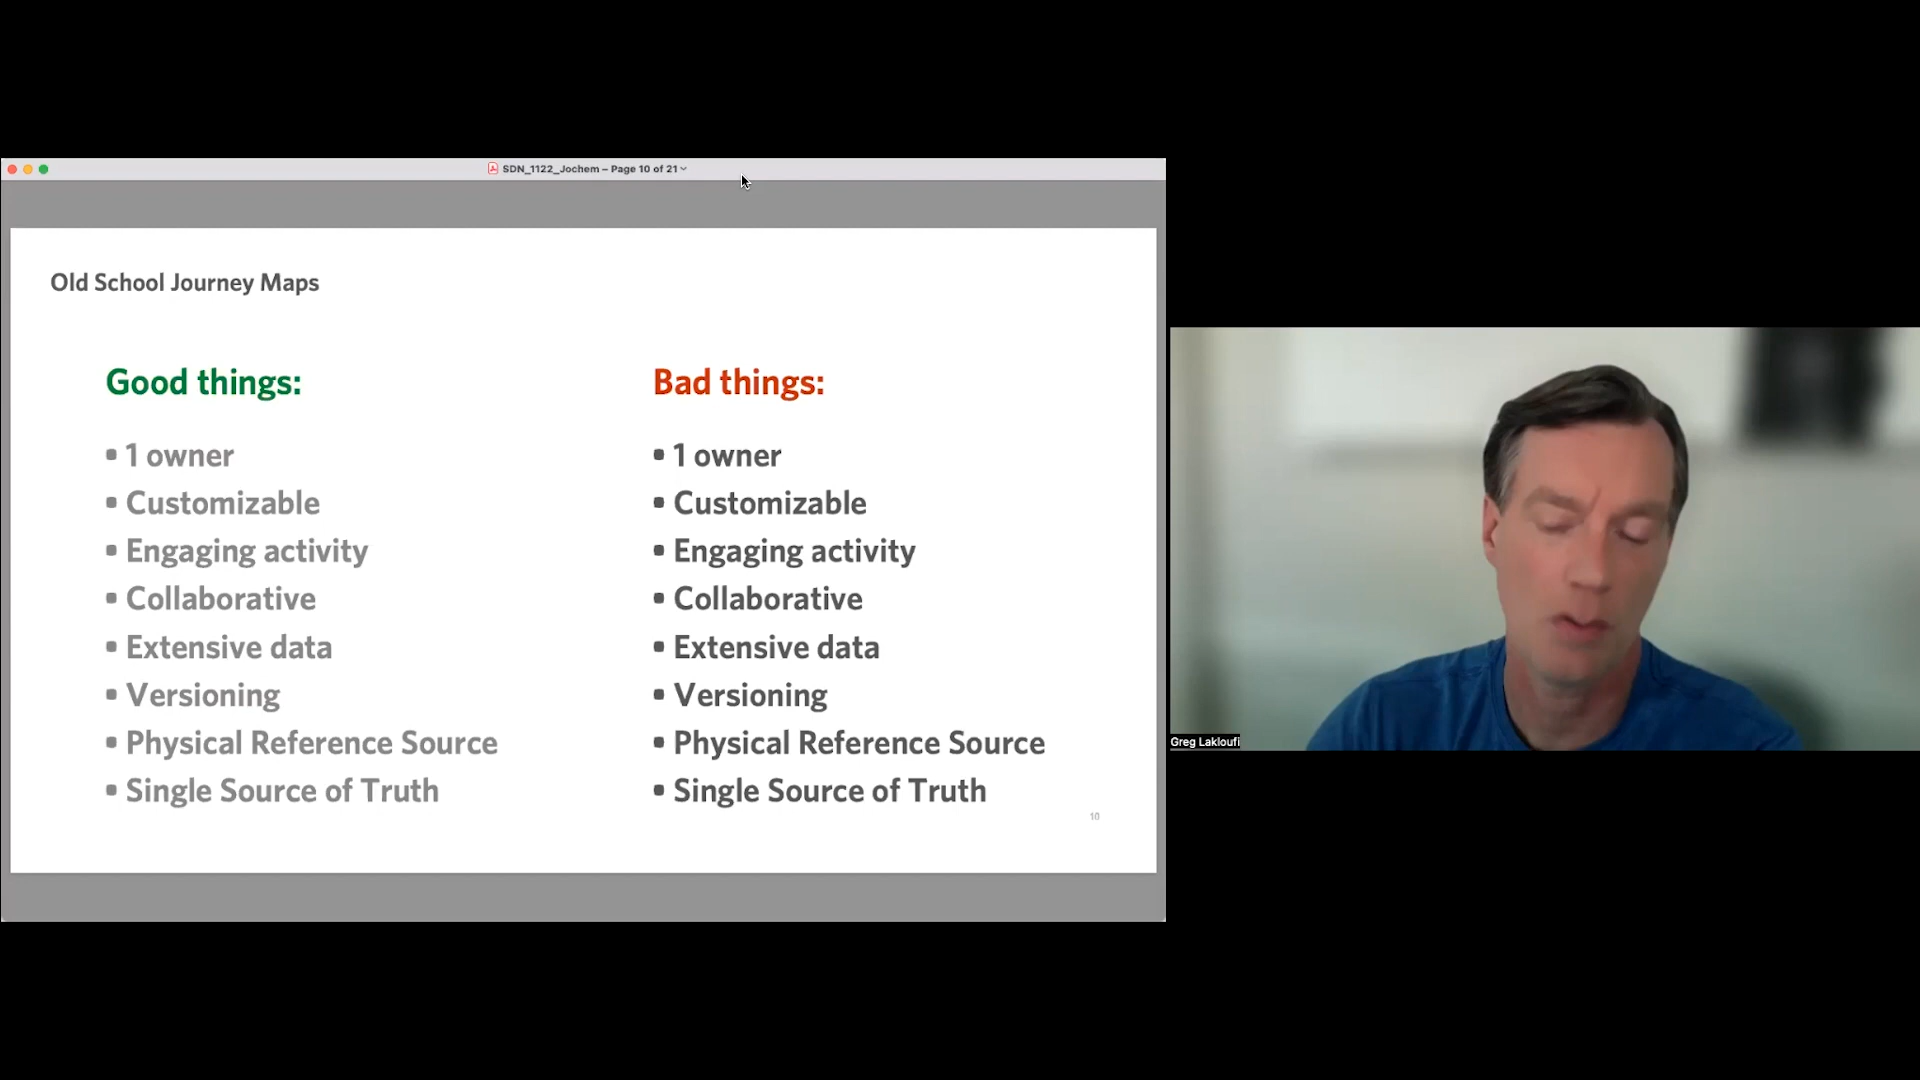 SDN_1122_Jochem – Page 10 of 21
Old School Journey Maps
Good things:
▪ 1 owner
▪ Customizable
▪ Engaging activity
▪ Collaborative
▪ Extensive data
▪ Versioning
▪ Physical Reference Source
▪ Single Source of Truth
Bad things:
▪ 1 owner
▪ Customizable
▪ Engaging activity
▪ Collaborative
▪ Extensive data
▪ Versioning
▪ Physical Reference Source
▪ Single Source of Truth
10
Greg Lakloufi